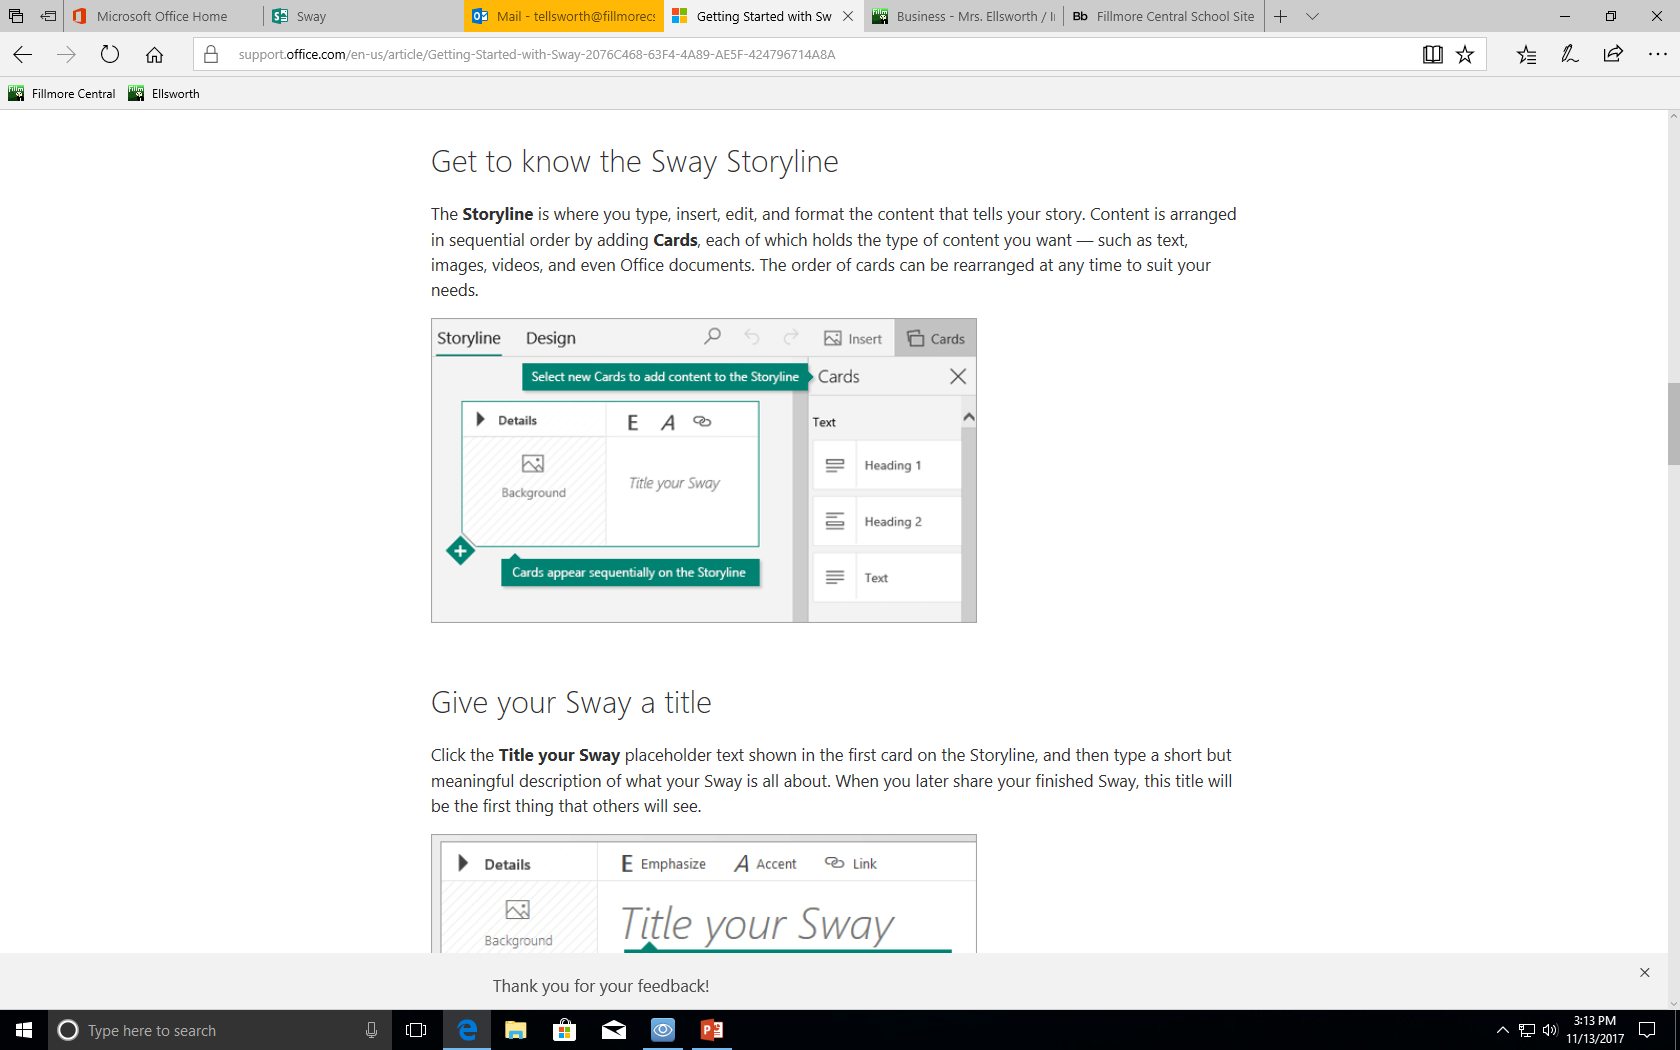 Microsoft Office Home
Sway
Mail - tellsworth@fillmorecs
Getting Started with Sw
Business - Mrs. Ellsworth / I
Bb Fillmore Central School Site
support.office.com/en-us/article/Getting-Started-with-Sway-2076C468-63F4-4A89-AE5F-424796714A8A
Fillmore Central
Ellsworth
Get to know the Sway Storyline
The Storyline is where you type, insert, edit, and format the content that tells your story. Content is arranged
in sequential order by adding Cards, each of which holds the type of content you want — such as text,
images, videos, and even Office documents. The order of cards can be rearranged at any time to suit your
needs.
Storyline Design Insert Cards
Select new Cards to add content to the Storyline
Cards
Details E A
Text
Background
Title your Sway
Heading 1
Heading 2
Text
Cards appear sequentially on the Storyline
Give your Sway a title
Click the Title your Sway placeholder text shown in the first card on the Storyline, and then type a short but
meaningful description of what your Sway is all about. When you later share your finished Sway, this title will
be the first thing that others will see.
Details E Emphasize A Accent Link
Background
Title your Sway
Thank you for your feedback!
Type here to search
3:13 PM
11/13/2017